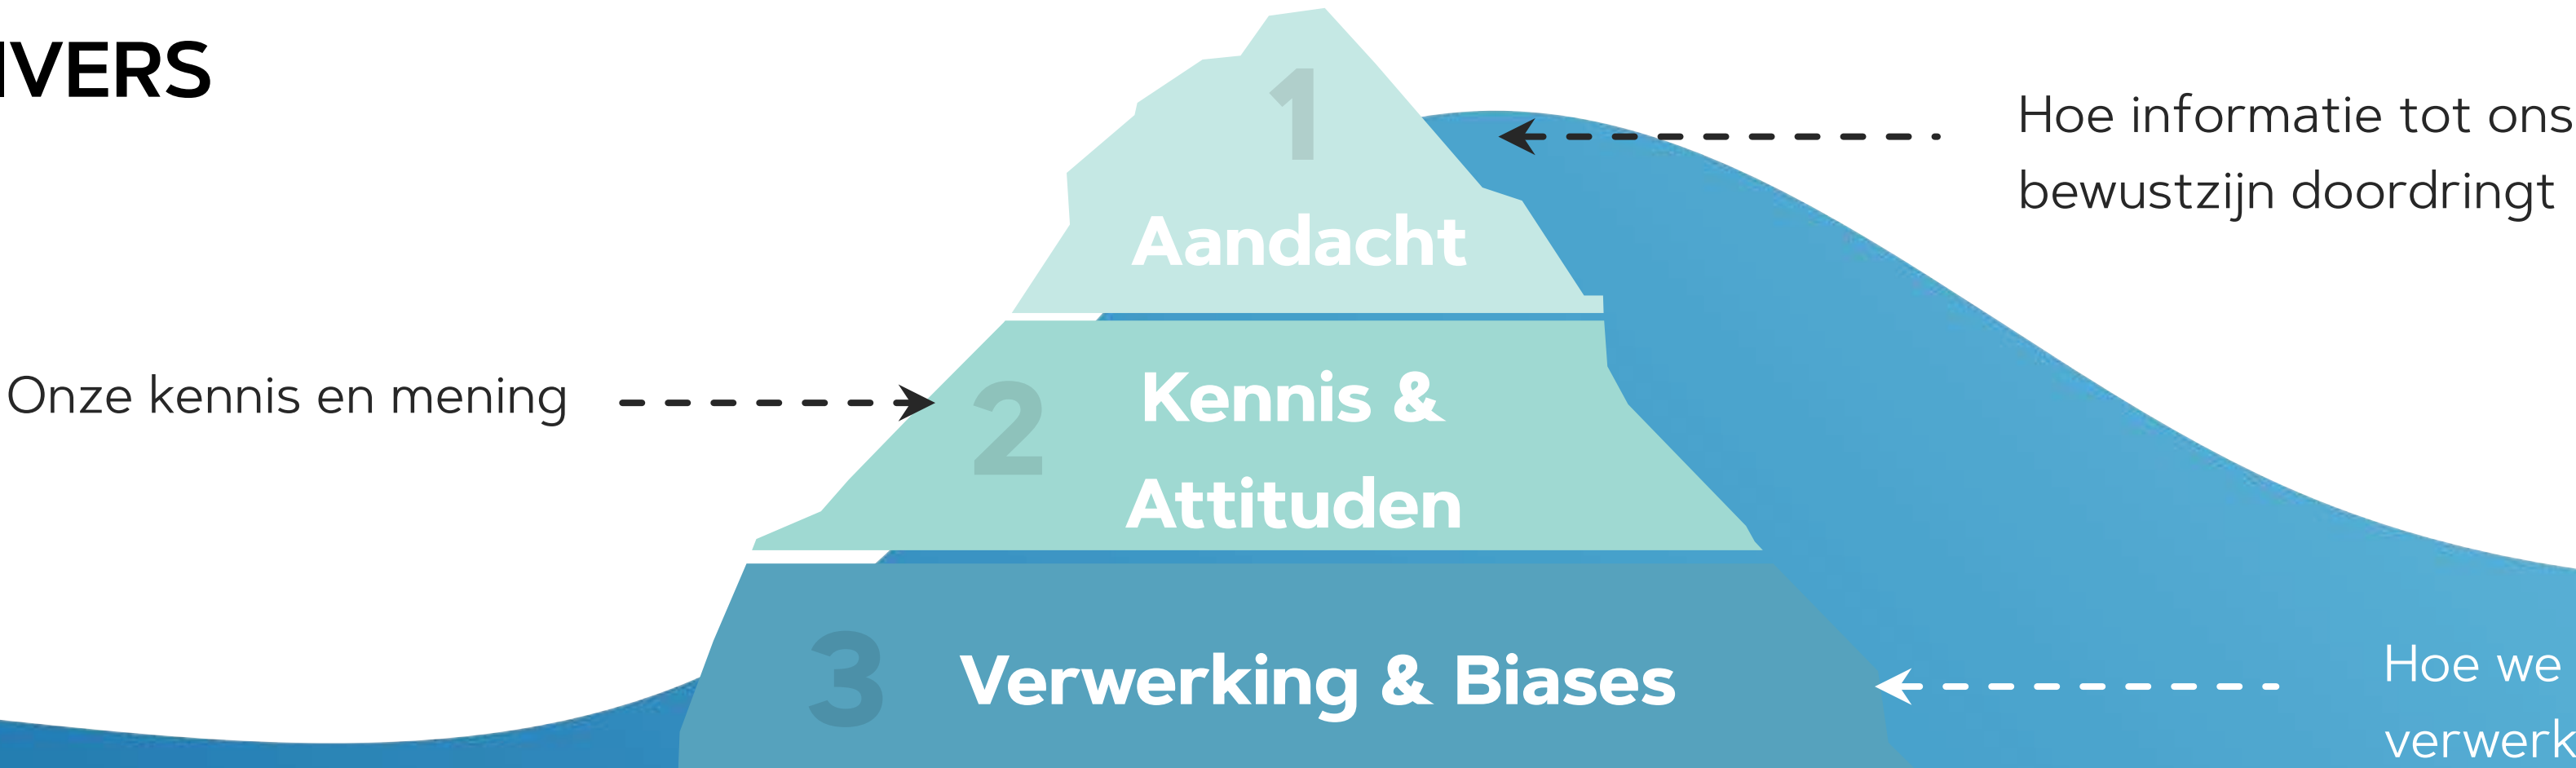 IVERS
1
Aandacht
Hoe informatie tot ons
bewustzijn doordringt
Onze kennis en mening
2
Kennis &
Attituden
3
Verwerking & Biases
Hoe we
verwerk